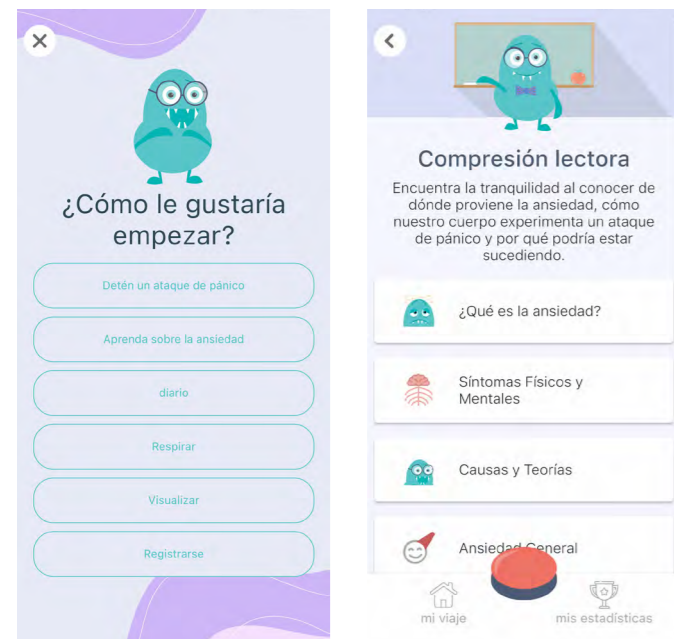 ¿Cómo le gustaría
empezar?
Detén un ataque de pánico
Aprenda sobre la ansiedad
diario
Respirar
Visualizar
Registrarse
Compresión lectora
Encuentra la tranquilidad al conocer de
dónde proviene la ansiedad, cómo
nuestro cuerpo experimenta un ataque
de pánico y por qué podría estar
sucediendo.
¿Qué es la ansiedad?
Síntomas Físicos y
Mentales
Causas y Teorías
Ansiedad General
mi viaje
mis estadísticas